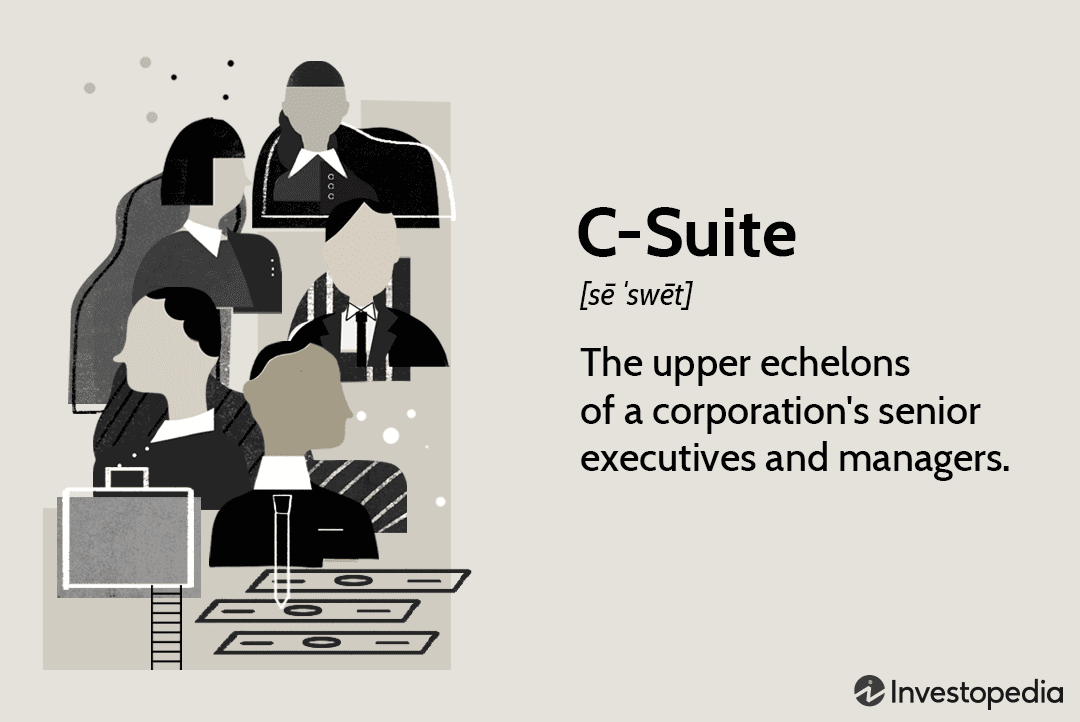 C-Suite
[sē ˈswēt]
The upper echelons
of a corporation's senior
executives and managers.
Investopedia